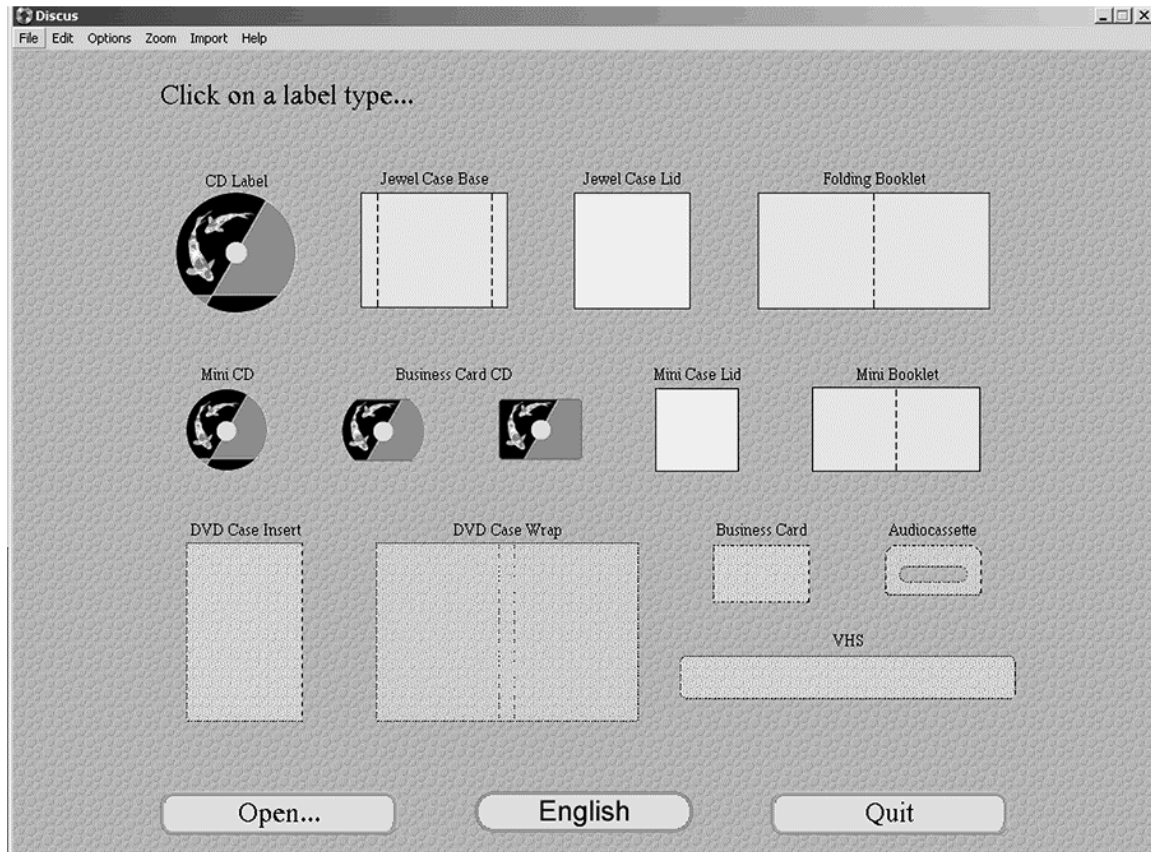 Discus
File Edit Options Zoom Import Help
Click on a label type...
CD Label Jewel Case Base Jewel Case Lid Folding Booklet
Mini CD Business Card CD Mini Case Lid Mini Booklet
DVD Case Insert DVD Case Wrap Business Card Audiocassette
VHS
Open... English Quit